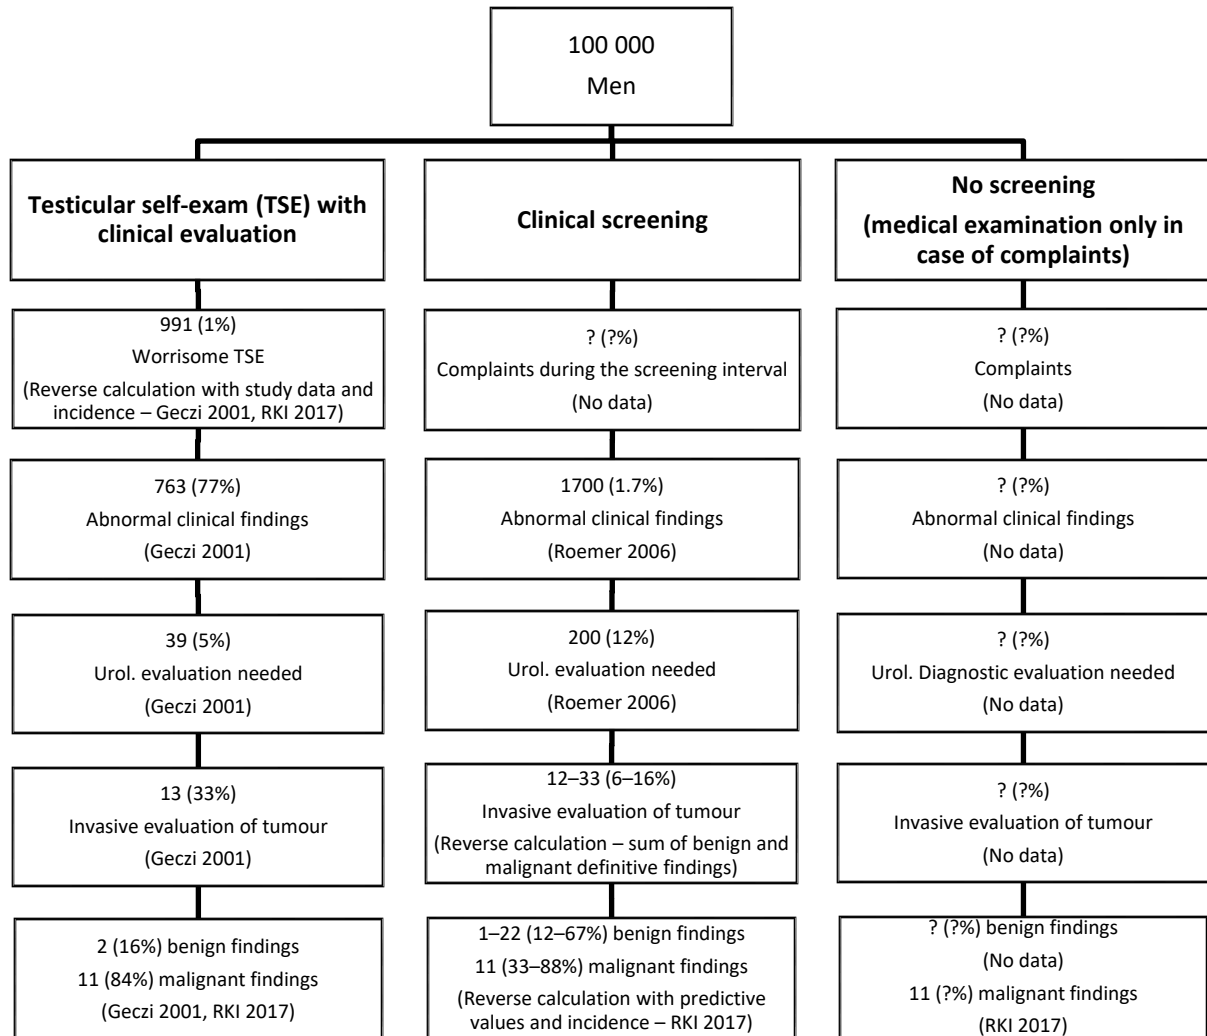 100 000
Men
Testicular self-exam (TSE) with
clinical evaluation
Clinical screening
No screening
(medical examination only in
case of complaints)
991 (1%)
Worrisome TSE
(Reverse calculation with study data and
incidence – Geczi 2001, RKI 2017)
? (?%)
Complaints during the screening interval
(No data)
? (?%)
Complaints
(No data)
763 (77%)
Abnormal clinical findings
(Geczi 2001)
1700 (1.7%)
Abnormal clinical findings
(Roemer 2006)
? (?%)
Abnormal clinical findings
(No data)
39 (5%)
Urol. evaluation needed
(Geczi 2001)
200 (12%)
Urol. evaluation needed
(Roemer 2006)
? (?%)
Urol. Diagnostic evaluation needed
(No data)
13 (33%)
Invasive evaluation of tumour
(Geczi 2001)
12–33 (6–16%)
Invasive evaluation of tumour
(Reverse calculation – sum of benign and
malignant definitive findings)
? (?%)
Invasive evaluation of tumour
(No data)
2 (16%) benign findings
11 (84%) malignant findings
(Geczi 2001, RKI 2017)
1–22 (12–67%) benign findings
11 (33–88%) malignant findings
(Reverse calculation with predictive
values and incidence – RKI 2017)
? (?%) benign findings
(No data)
11 (?%) malignant findings
(RKI 2017)